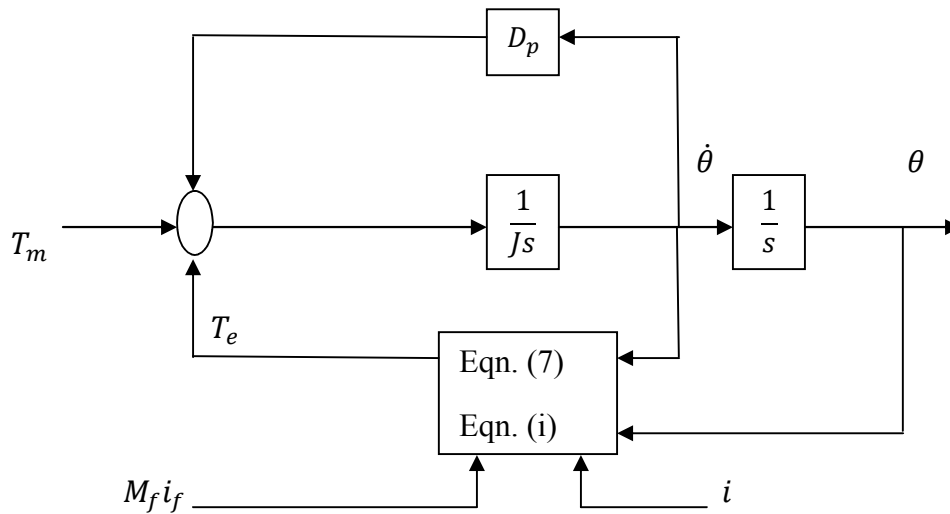 D_p
θ̇
θ
T_m
1/Js
1/s
T_e
Eqn. (7)
Eqn. (i)
M_f i_f
i